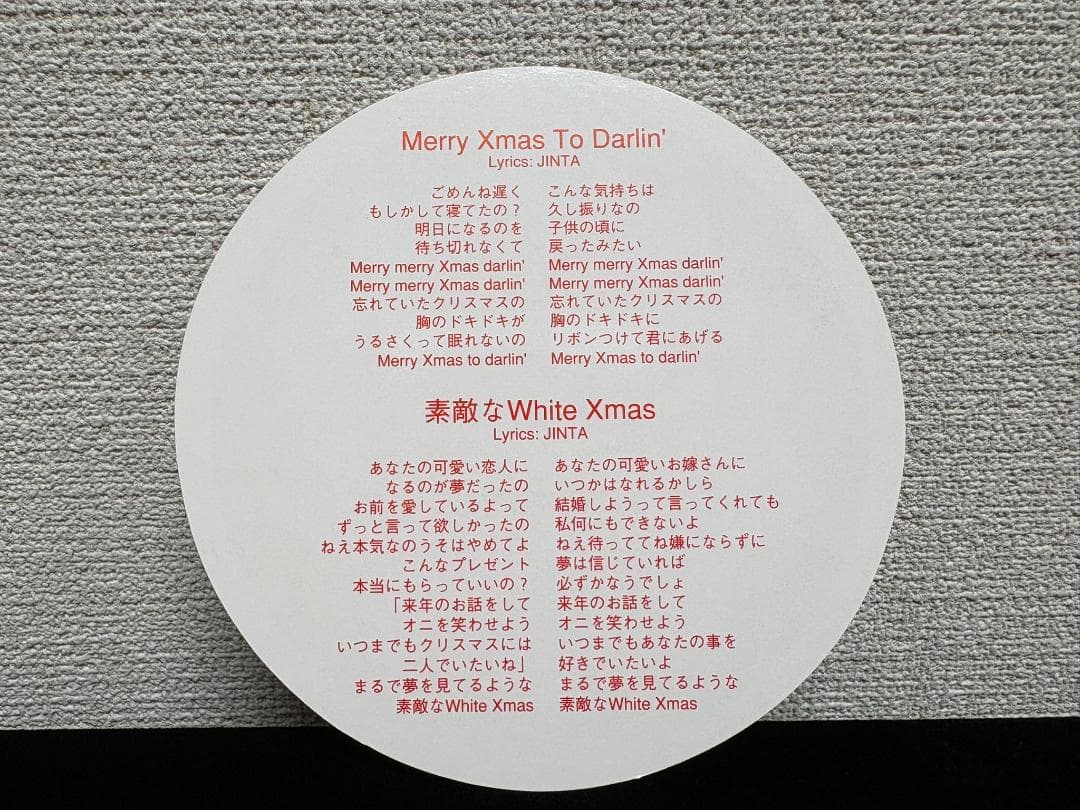 Merry Xmas To Darlin'
Lyrics: JINTA
ごめんね遅く
もしかして寝てたの？
明日になるのを
待ち切れなくて
Merry merry Xmas darlin'
Merry merry Xmas darlin'
忘れていたクリスマスの
胸のドキドキが
うるさくって眠れないの
Merry Xmas to darlin'
こんな気持ちは
久し振りなの
子供の頃に
戻ったみたい
Merry merry Xmas darlin'
Merry merry Xmas darlin'
忘れていたクリスマスの
胸のドキドキに
リボンつけて君にあげる
Merry Xmas to darlin'
素敵なWhite Xmas
Lyrics: JINTA
あなたの可愛い恋人に
なるのが夢だったの
お前を愛しているよって
ずっと言って欲しかったの
ねえ本気なのうそはやめてよ
こんなプレゼント
本当にもらっていいの？
「来年のお話をして
オニを笑わせよう
いつまでもクリスマスには
二人でいたいね」
まるで夢を見てるような
素敵なWhite Xmas
あなたの可愛いお嫁さんに
いつかはなれるかしら
結婚しようって言ってくれても
私何にもできないよ
ねえ待っててね嫌にならずに
夢は信じていれば
必ずかなうでしょ
来年のお話をして
オニを笑わせよう
いつまでもあなたの事を
好きでいたいよ
まるで夢を見てるような
素敵なWhite Xmas